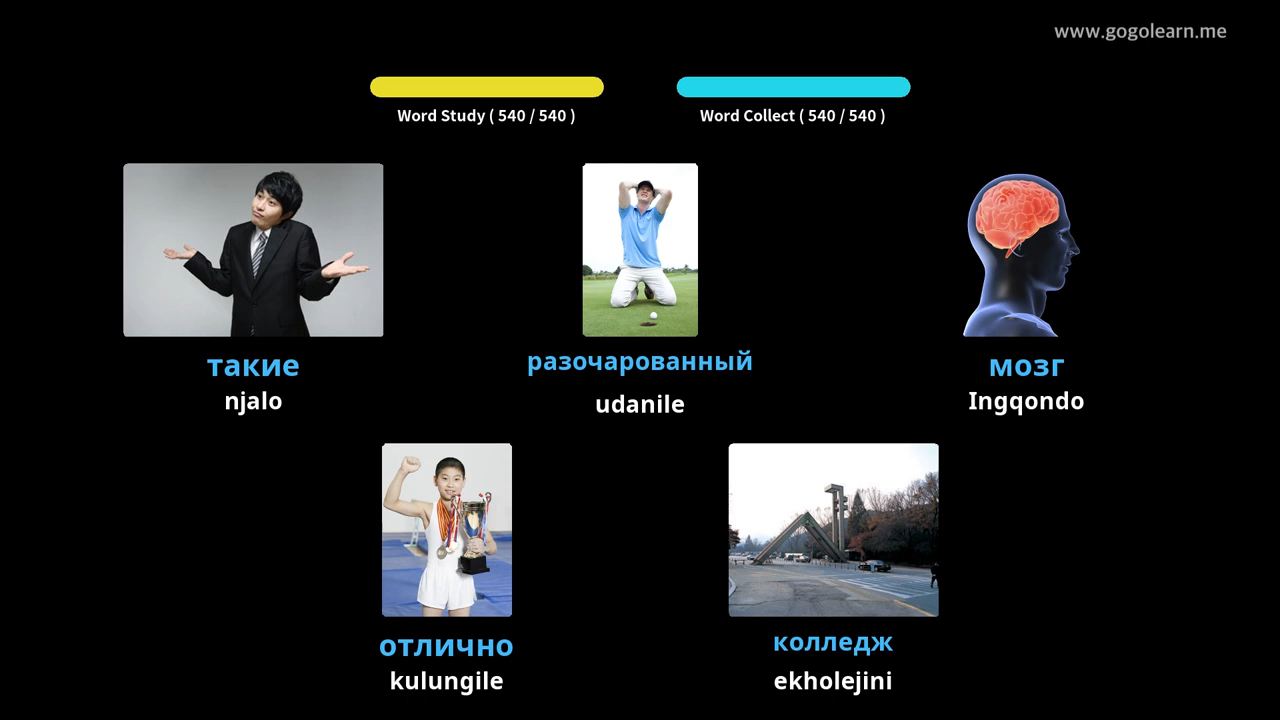 www.gogolearn.me
Word Study ( 540 / 540 )
Word Collect ( 540 / 540 )
такие
njalo
разочарованный
udanile
мозг
Ingqondo
отлично
kulungile
колледж
ekholejini